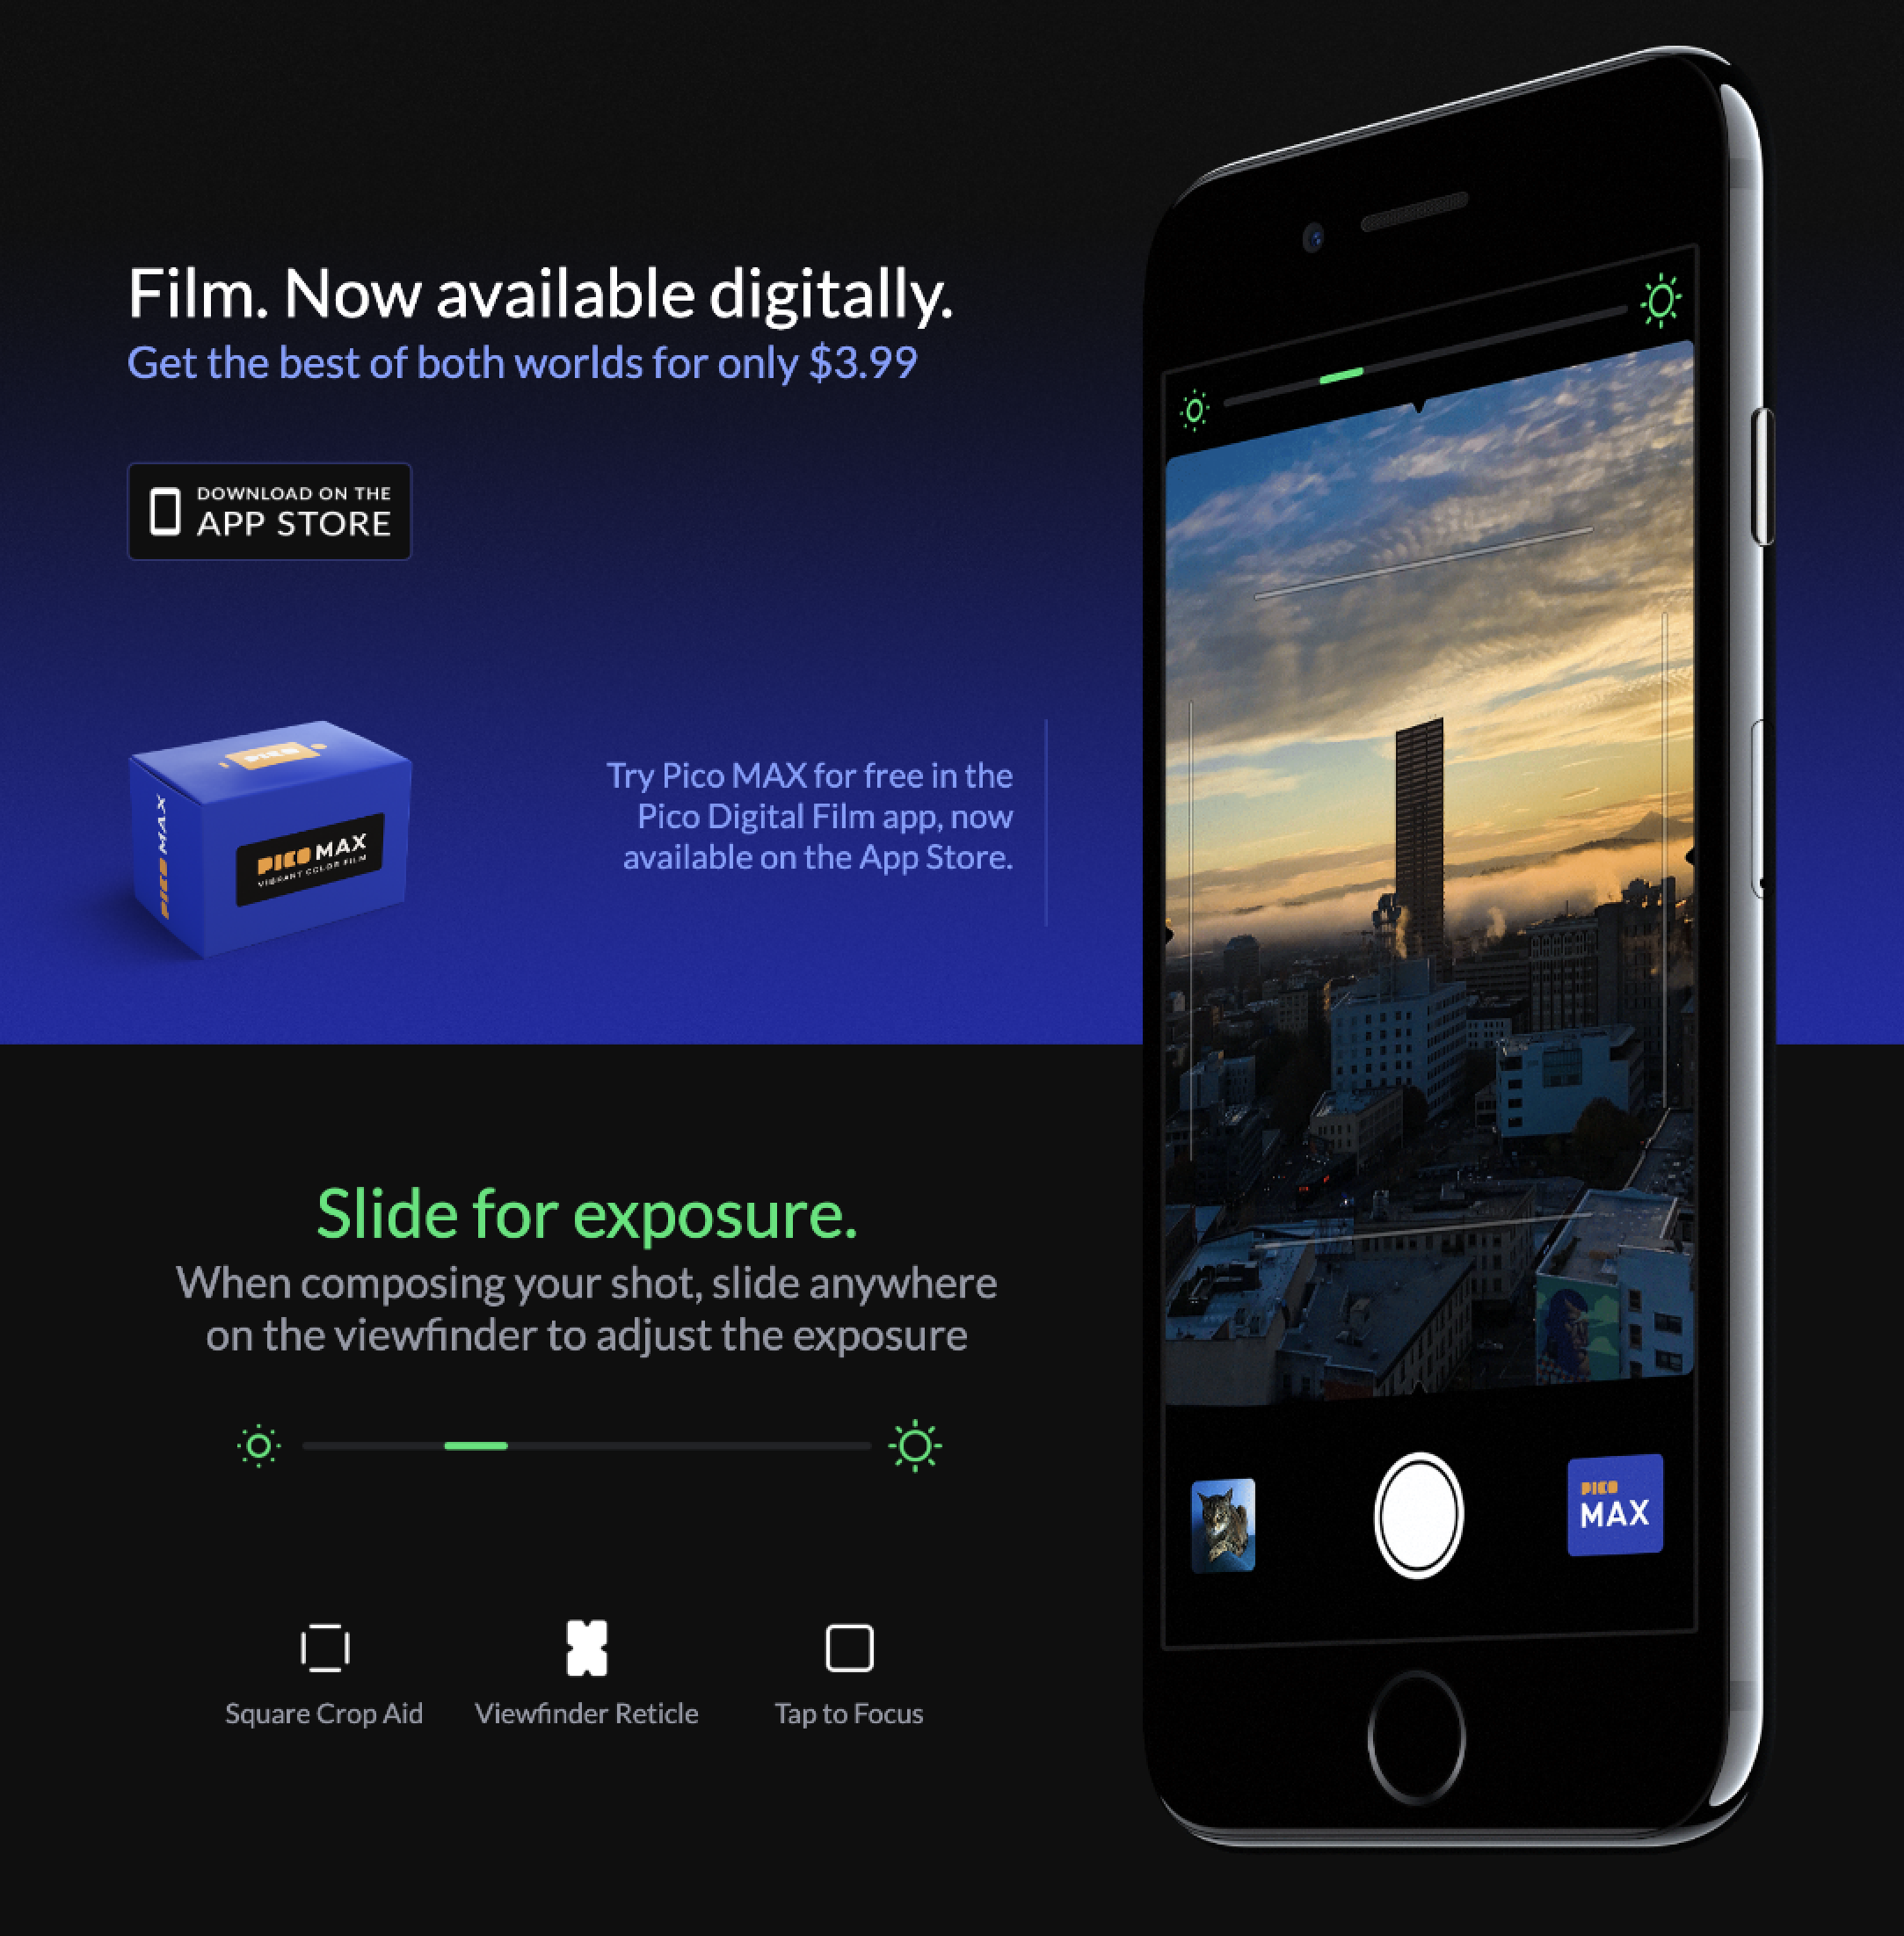 Film. Now available digitally.
Get the best of both worlds for only $3.99
DOWNLOAD ON THE
APP STORE
PICO
PICO MAX
PICO MAX
VIBRANT COLOR FILM
Try Pico MAX for free in the
Pico Digital Film app, now
available on the App Store.
Slide for exposure.
When composing your shot, slide anywhere
on the viewfinder to adjust the exposure
Square Crop Aid
Viewfinder Reticle
Tap to Focus
PICO
MAX